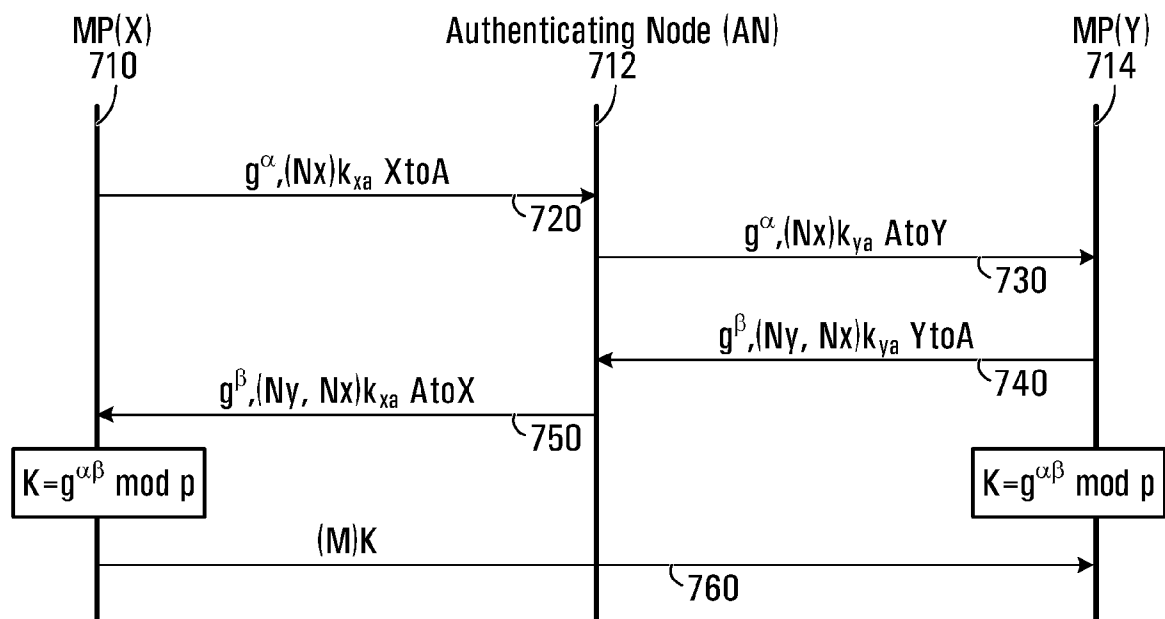 MP(X) Authenticating Node (AN) MP(Y)
710 712 714
g^α,(Nx)k_xa XtoA
720
g^α,(Nx)k_ya AtoY
730
g^β,(Ny, Nx)k_ya YtoA
740
g^β,(Ny, Nx)k_xa AtoX
750
K=g^αβ mod p K=g^αβ mod p
(M)K
760